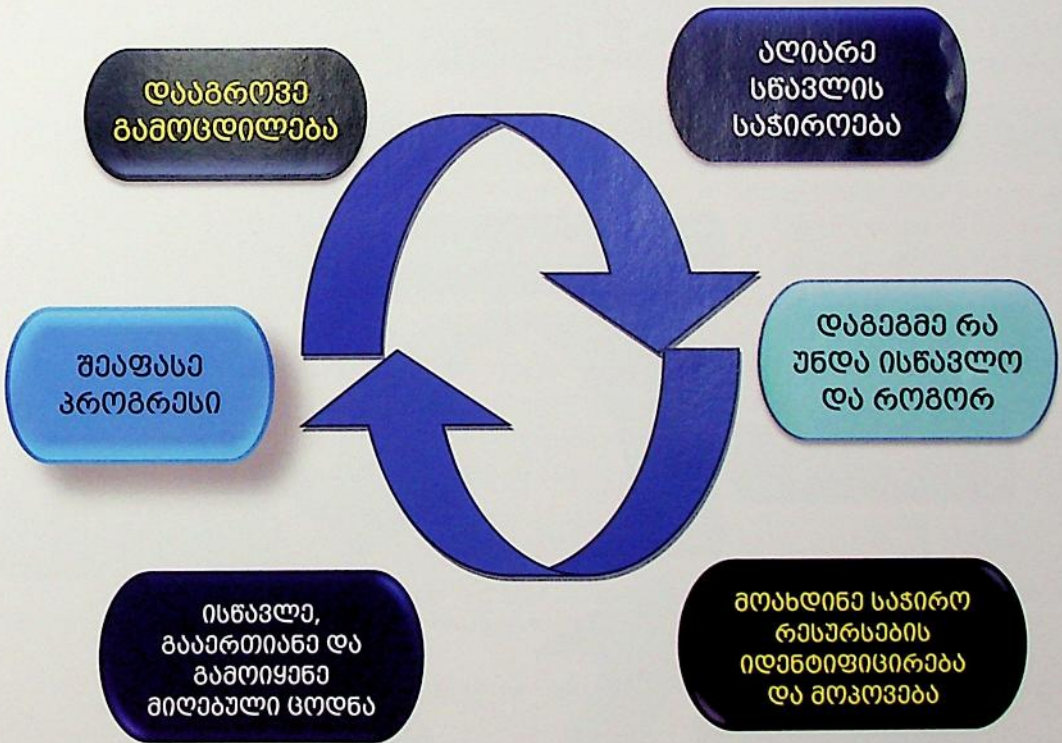 დააგროვე
გამოცდილება
აღიარე
სწავლის
საჭიროება
შეაფასე
პროგრესი
დაგეგმე რა
უნდა ისწავლო
და როგორ
ისწავლე,
გააერთიანე და
გამოიყენე
მიღებული ცოდნა
მოახდინე საჭირო
რესურსების
იდენტიფიცირება
და მოპოვება